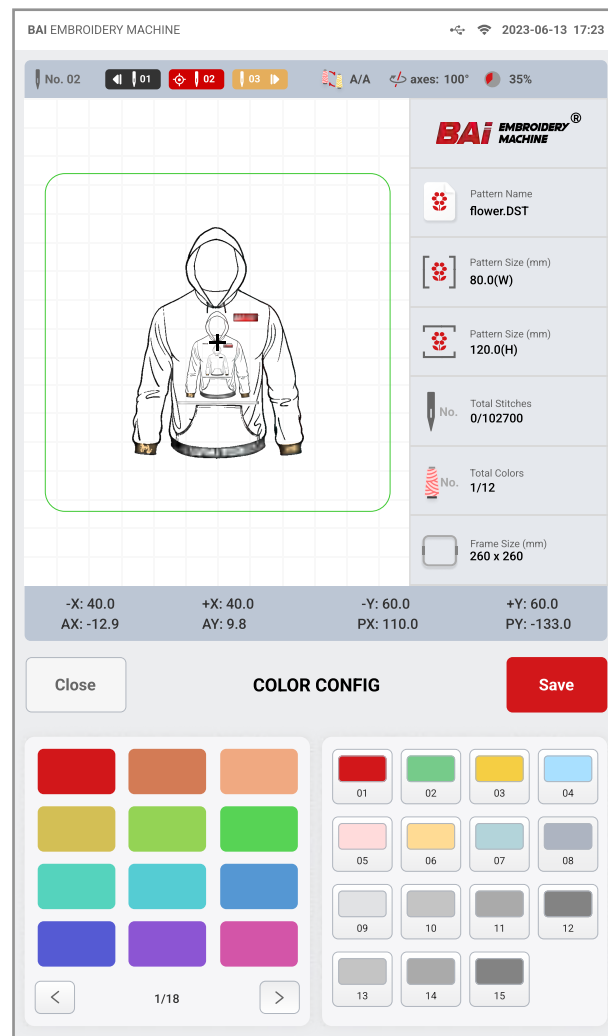 BAI EMBROIDERY MACHINE 2023-06-13 17:23
No. 02 01 02 03 A/A axes: 100° 35%
BAi EMBROIDERY MACHINE ®
Pattern Name
flower.DST
Pattern Size (mm)
80.0(W)
Pattern Size (mm)
120.0(H)
Total Stitches
No. 0/102700
Total Colors
No. 1/12
Frame Size (mm)
260 x 260
-X: 40.0 +X: 40.0 -Y: 60.0 +Y: 60.0
AX: -12.9 AY: 9.8 PX: 110.0 PY: -133.0
Close COLOR CONFIG Save
01 02 03 04
05 06 07 08
09 10 11 12
13 14 15
< 1/18 >